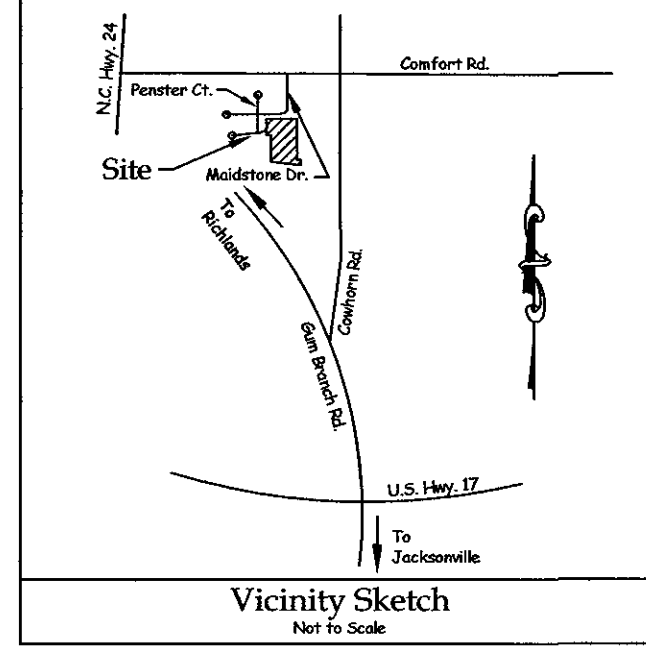 N.C. Hwy. 24
Comfort Rd.
Penster Ct.
Site
Maidstone Dr.
To
Richlands
Cowhorn Rd.
Gum Branch Rd.
U.S. Hwy. 17
To
Jacksonville
Vicinity Sketch
Not to Scale